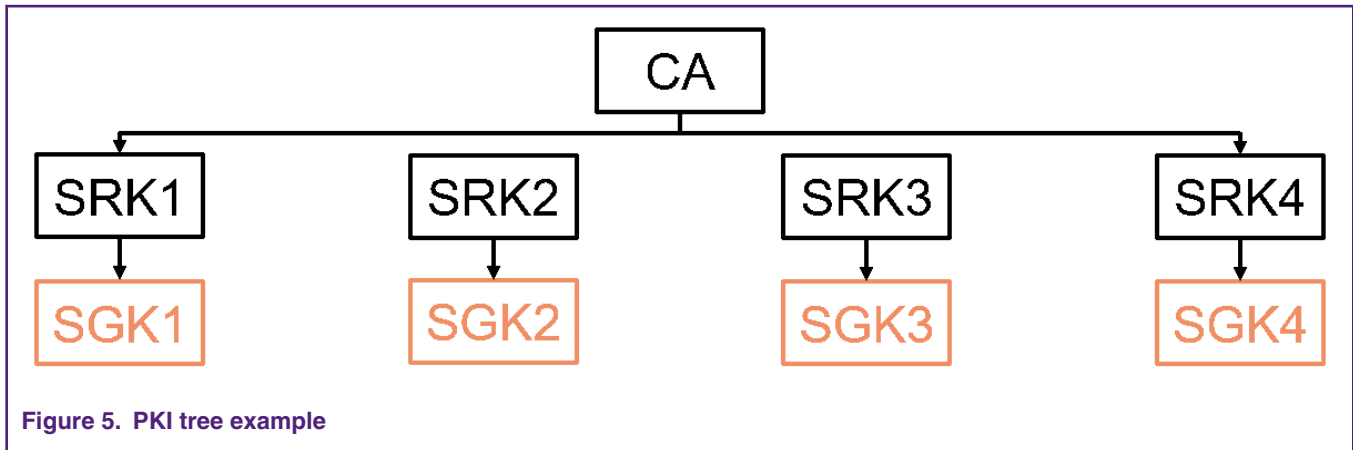 CA
SRK1 SRK2 SRK3 SRK4
SGK1 SGK2 SGK3 SGK4
Figure 5. PKI tree example